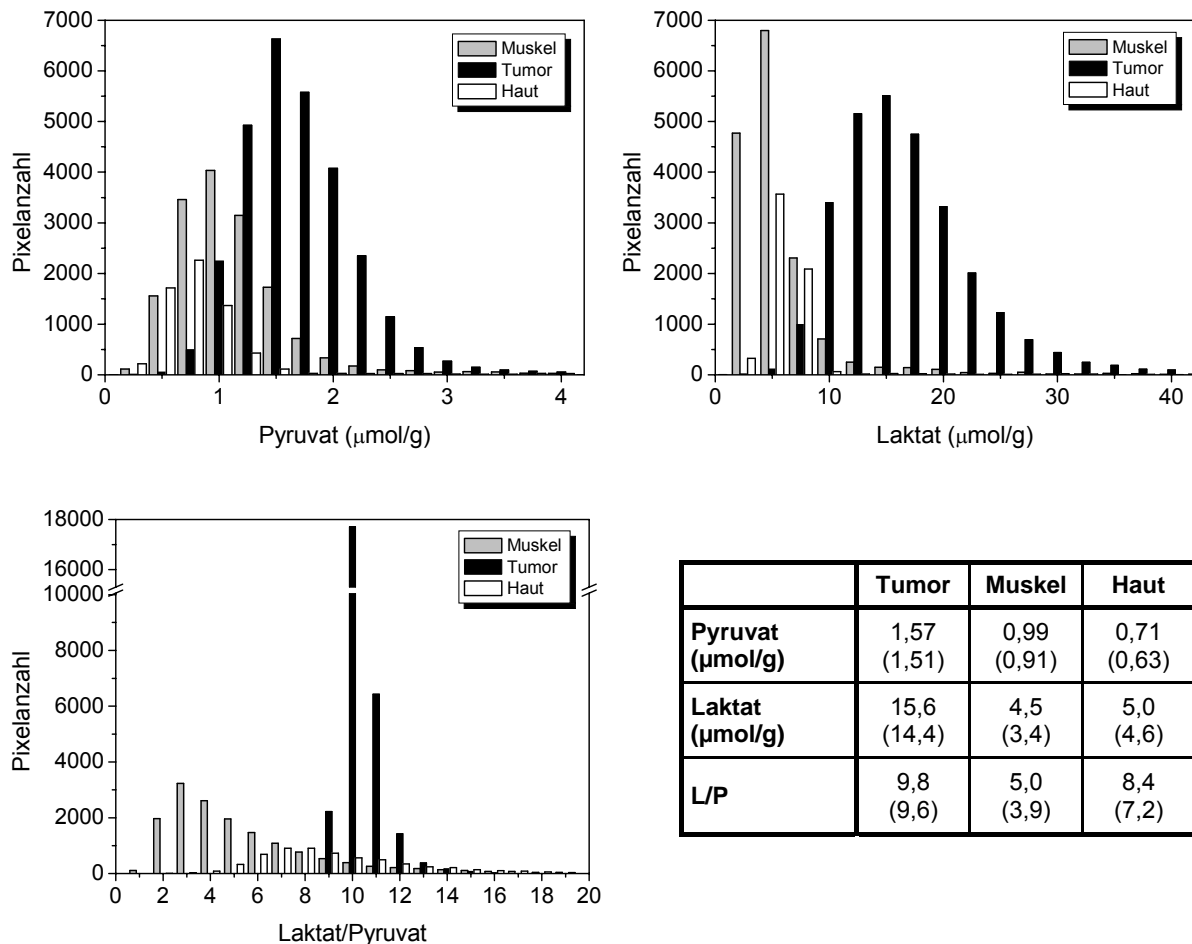 7000
6000
5000
4000
3000
2000
1000
0
Pixelanzahl
Muskel
Tumor
Haut
0 1 2 3 4
Pyruvat (µmol/g)
7000
6000
5000
4000
3000
2000
1000
0
Pixelanzahl
Muskel
Tumor
Haut
10 20 30 40
Laktat (µmol/g)
18000
16000
10000
8000
6000
4000
2000
0
Pixelanzahl
Muskel
Tumor
Haut
0 2 4 6 8 10 12 14 16 18 20
Laktat/Pyruvat
Tumor Muskel Haut
Pyruvat 1,57 0,99 0,71
(µmol/g) (1,51) (0,91) (0,63)
Laktat 15,6 4,5 5,0
(µmol/g) (14,4) (3,4) (4,6)
L/P 9,8 5,0 8,4
(9,6) (3,9) (7,2)